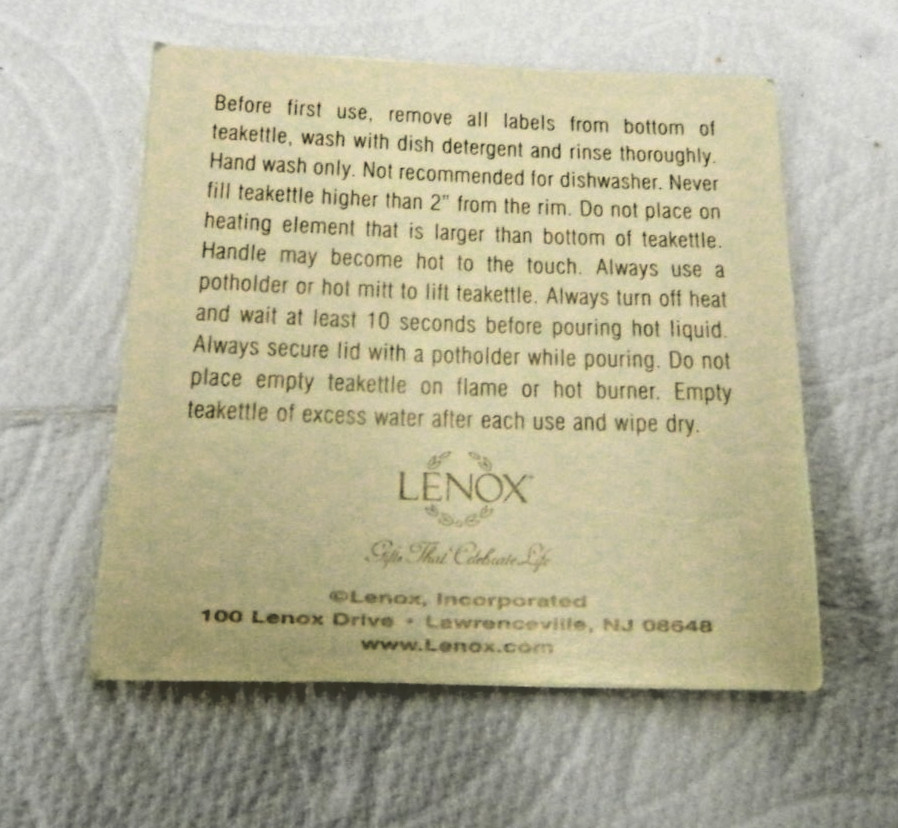 Before first use, remove all labels from bottom of
teakettle, wash with dish detergent and rinse thoroughly.
Hand wash only. Not recommended for dishwasher. Never
fill teakettle higher than 2" from the rim. Do not place on
heating element that is larger than bottom of teakettle.
Handle may become hot to the touch. Always use a
potholder or hot mitt to lift teakettle. Always turn off heat
and wait at least 10 seconds before pouring hot liquid.
Always secure lid with a potholder while pouring. Do not
place empty teakettle on flame or hot burner. Empty
teakettle of excess water after each use and wipe dry.
LENOX
Gifts That Celebrate Life
©Lenox, Incorporated
100 Lenox Drive • Lawrenceville, NJ 08648
www.Lenox.com